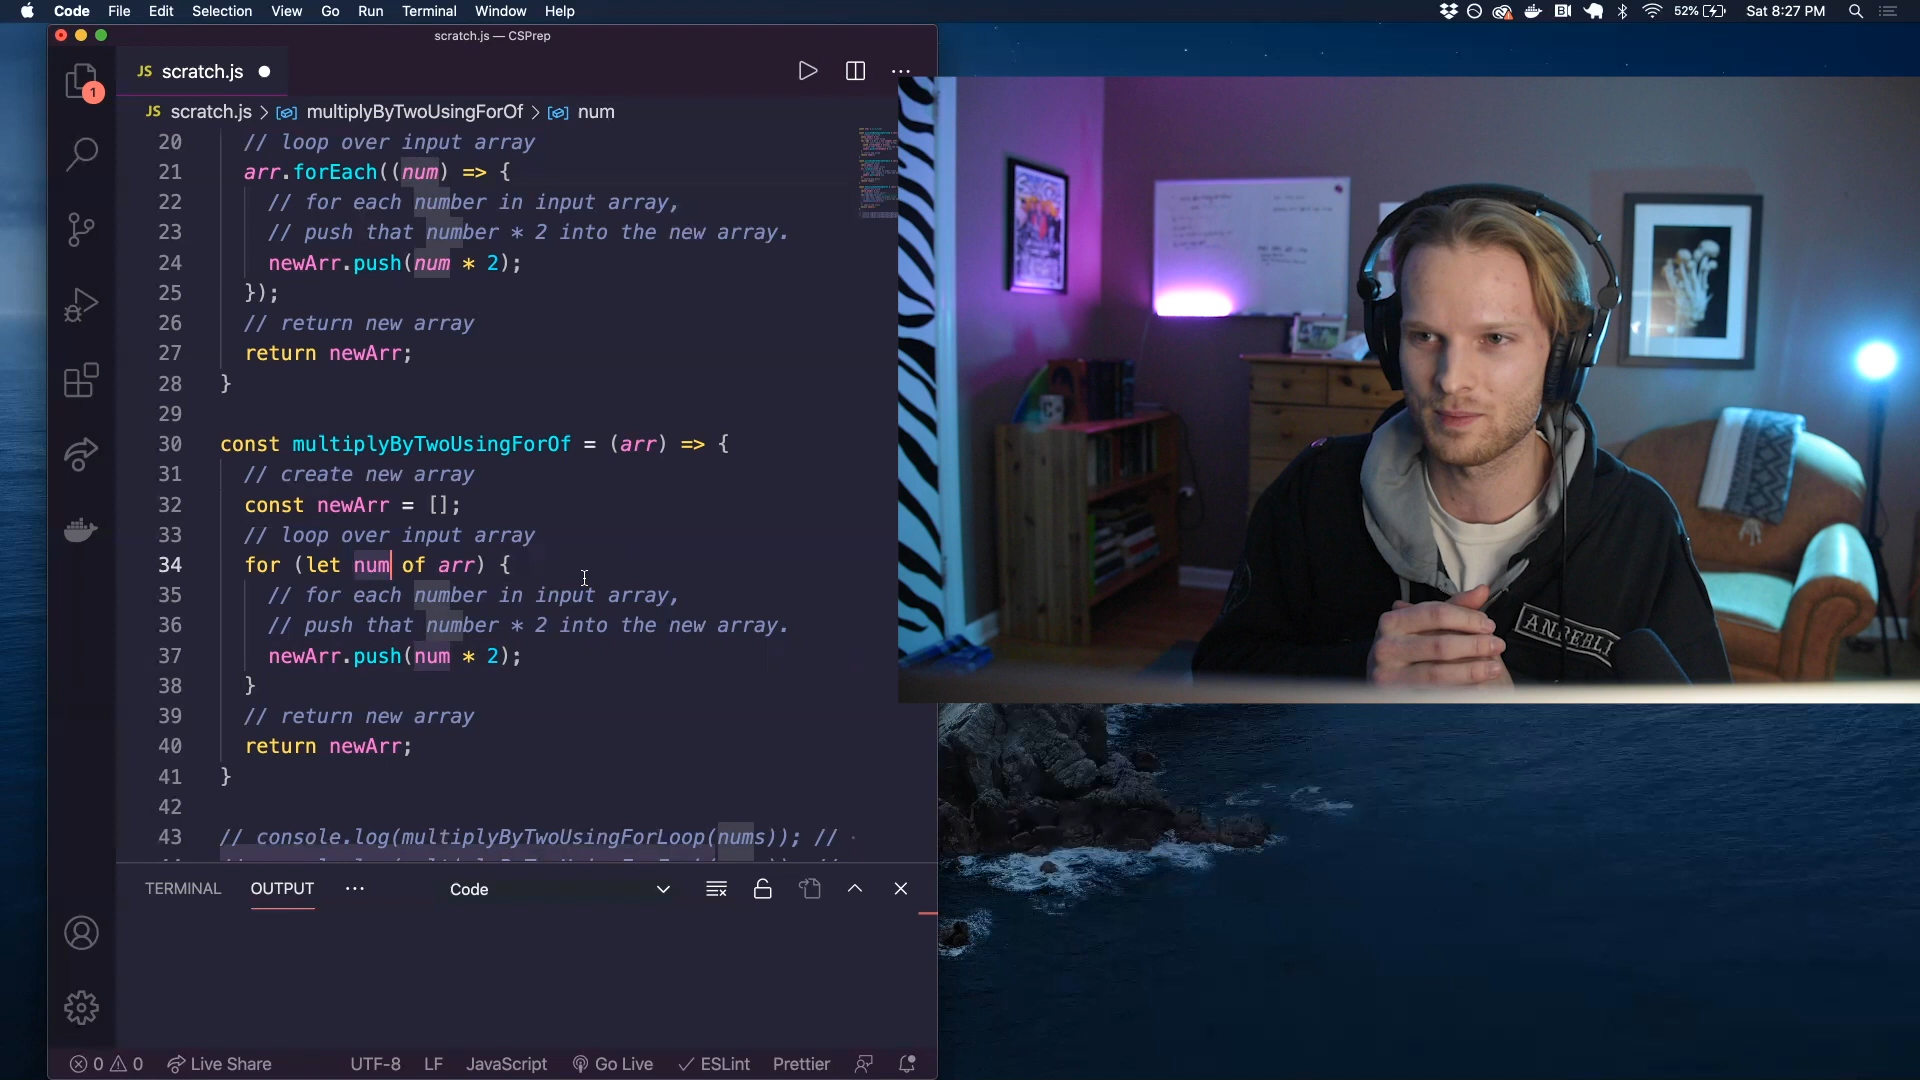 Code File Edit Selection View Go Run Terminal Window Help 52% Sat 8:27 PM
scratch.js — CSPrep
JS scratch.js
1
JS scratch.js > multiplyByTwoUsingForOf > num
20 // loop over input array
21 arr.forEach((num) => {
22 // for each number in input array,
23 // push that number * 2 into the new array.
24 newArr.push(num * 2);
25 });
26 // return new array
27 return newArr;
28 }
29
30 const multiplyByTwoUsingForOf = (arr) => {
31 // create new array
32 const newArr = [];
33 // loop over input array
34 for (let num of arr) {
35 // for each number in input array,
36 // push that number * 2 into the new array.
37 newArr.push(num * 2);
38 }
39 // return new array
40 return newArr;
41 }
42
43 // console.log(multiplyByTwoUsingForLoop(nums)); //
TERMINAL OUTPUT Code
0 0 Live Share UTF-8 LF JavaScript Go Live ESLint Prettier